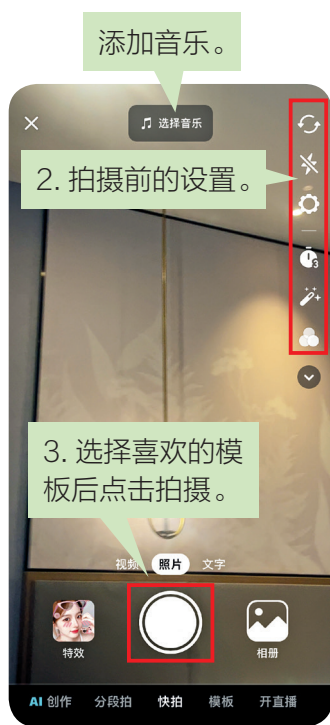 添加音乐。
选择音乐
2. 拍摄前的设置。
3
3. 选择喜欢的模
板后点击拍摄。
视频 照片 文字
特效 相册
AI 创作 分段拍 快拍 模板 开直播